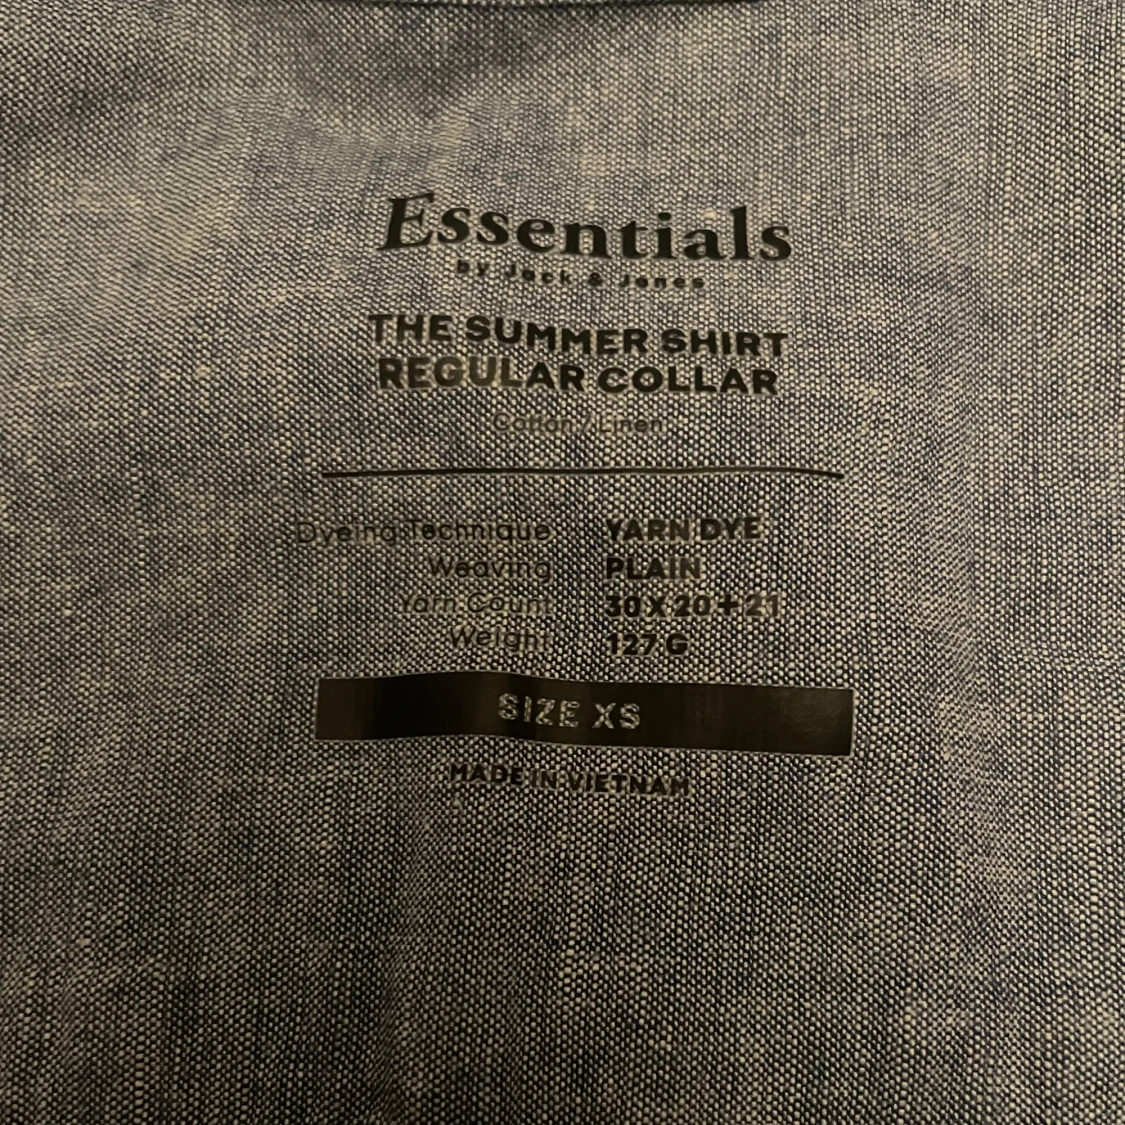 Essentials
by Jack & Jones
THE SUMMER SHIRT
REGULAR COLLAR
Cotton / Linen
Dyeing Technique YARN DYE
Weaving PLAIN
Yarn Count 30 X 20 + 21
Weight 127 G
SIZE XS
MADE IN VIETNAM